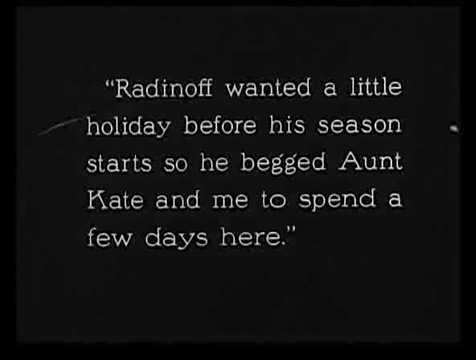 “Radinoff wanted a little
holiday before his season
starts so he begged Aunt
Kate and me to spend a
few days here.”